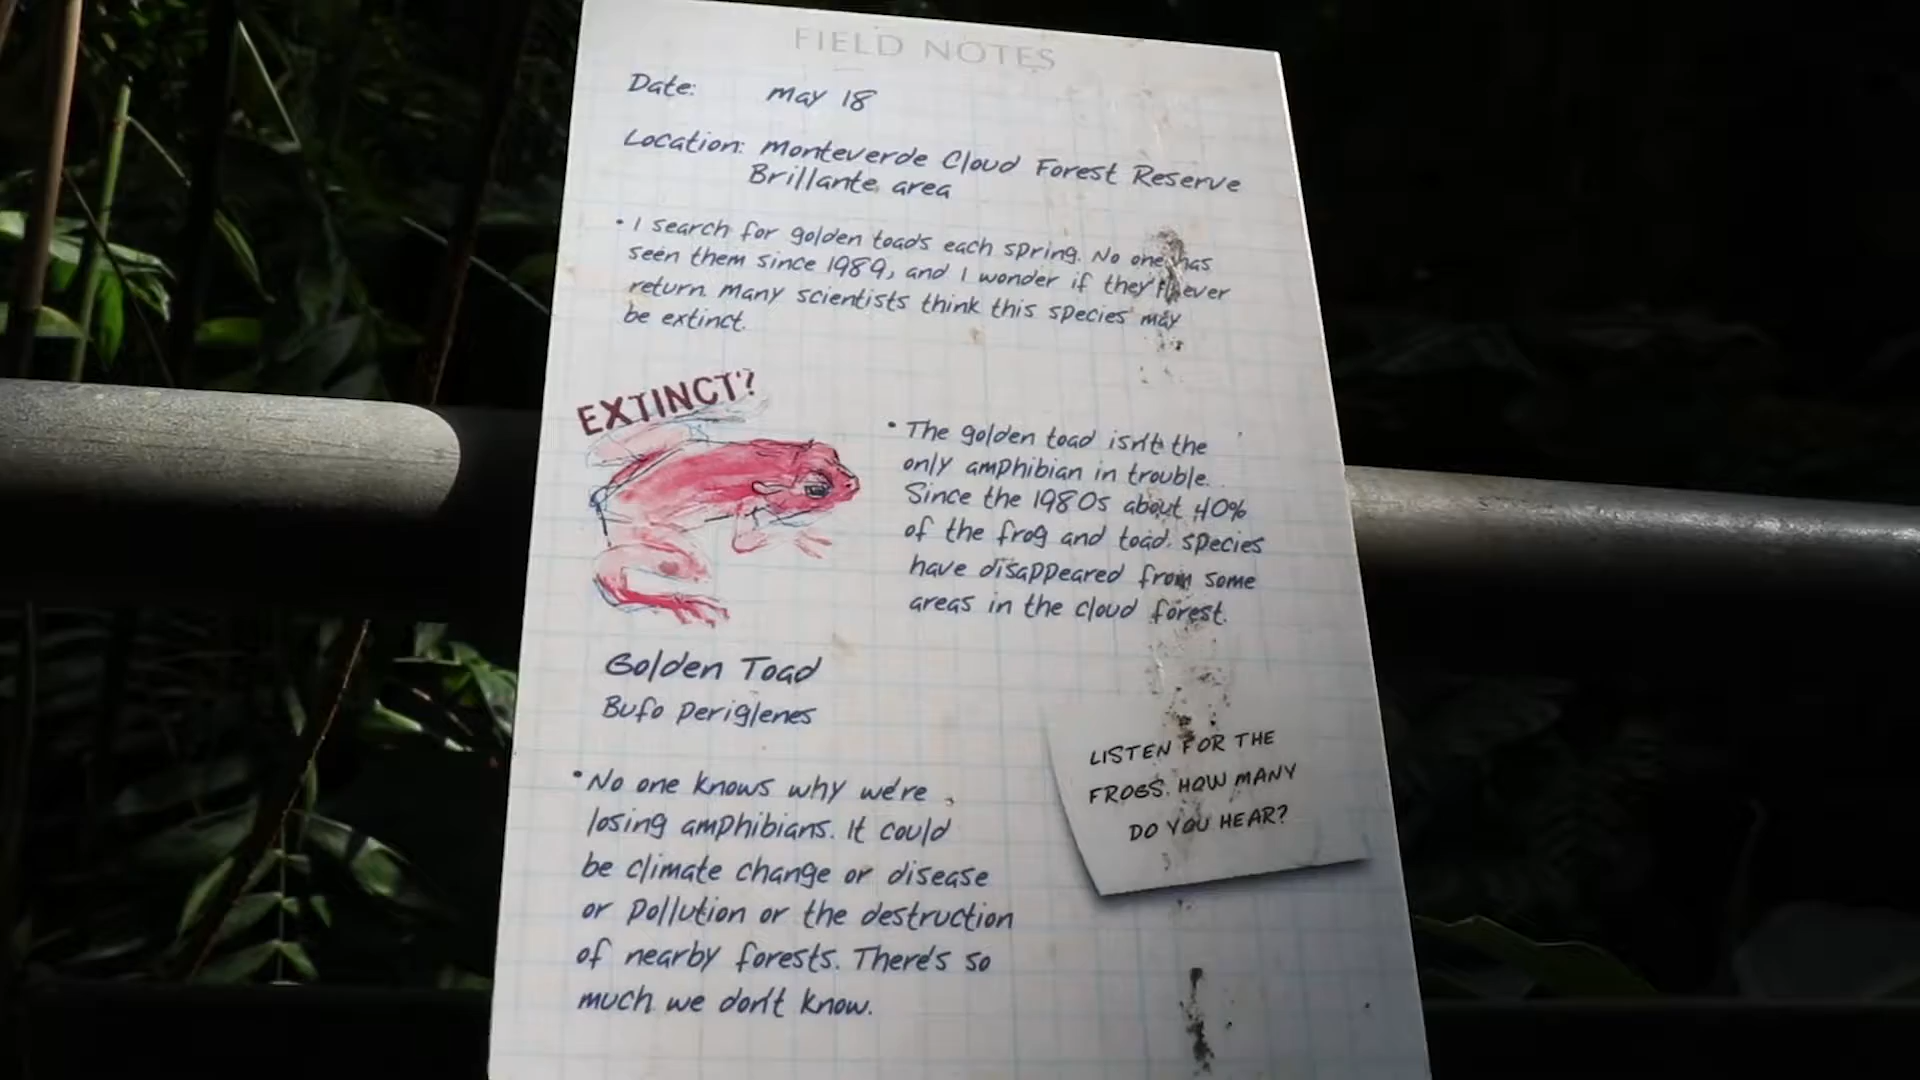 FIELD NOTES
Date: May 18
Location: Monteverde Cloud Forest Reserve
Brillante area
• I search for golden toads each spring. No one has
seen them since 1989, and I wonder if they'll ever
return. Many scientists think this species may
be extinct.
EXTINCT?
• The golden toad isn't the
only amphibian in trouble.
Since the 1980s about 40%
of the frog and toad species
have disappeared from some
areas in the cloud forest.
Golden Toad
Bufo periglenes
• No one knows why we're
losing amphibians. It could
be climate change or disease
or pollution or the destruction
of nearby forests. There's so
much we don't know.
LISTEN FOR THE
FROGS. HOW MANY
DO YOU HEAR?